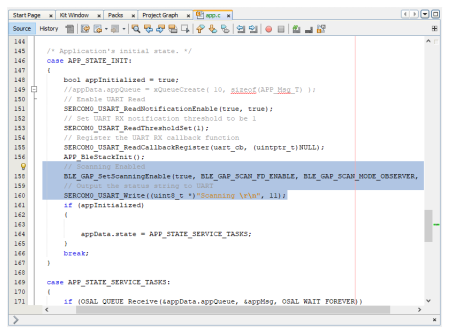 Start Page Kit Window Packs Project Graph app.c
Source History
144
145 /* Application's initial state. */
146 case APP_STATE_INIT:
147 {
148 bool appInitialized = true;
149 //appData.appQueue = xQueueCreate( 10, sizeof(APP_Msg_T) );
150 // Enable UART Read
151 SERCOM0_USART_ReadNotificationEnable(true, true);
152 // Set UART RX notification threshold to be 1
153 SERCOM0_USART_ReadThresholdSet(1);
154 // Register the UART RX callback function
155 SERCOM0_USART_ReadCallbackRegister(uart_cb, (uintptr_t)NULL);
156 APP_BleStackInit();
// Scanning Enabled
158 BLE_GAP_SetScanningEnable(true, BLE_GAP_SCAN_FD_ENABLE, BLE_GAP_SCAN_MODE_OBSERVER,
159 // Output the status string to UART
160 SERCOM0_USART_Write((uint8_t *)"Scanning \r\n", 11);
161 if (appInitialized)
162 {
163
164 appData.state = APP_STATE_SERVICE_TASKS;
165 }
166 break;
167 }
168
169 case APP_STATE_SERVICE_TASKS:
170 {
171 if (OSAL_QUEUE_Receive(&appData.appQueue, &appMsg, OSAL_WAIT_FOREVER))